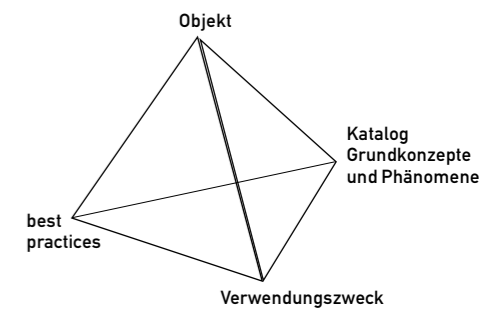 Objekt
Katalog
Grundkonzepte
und Phänomene
best
practices
Verwendungszweck